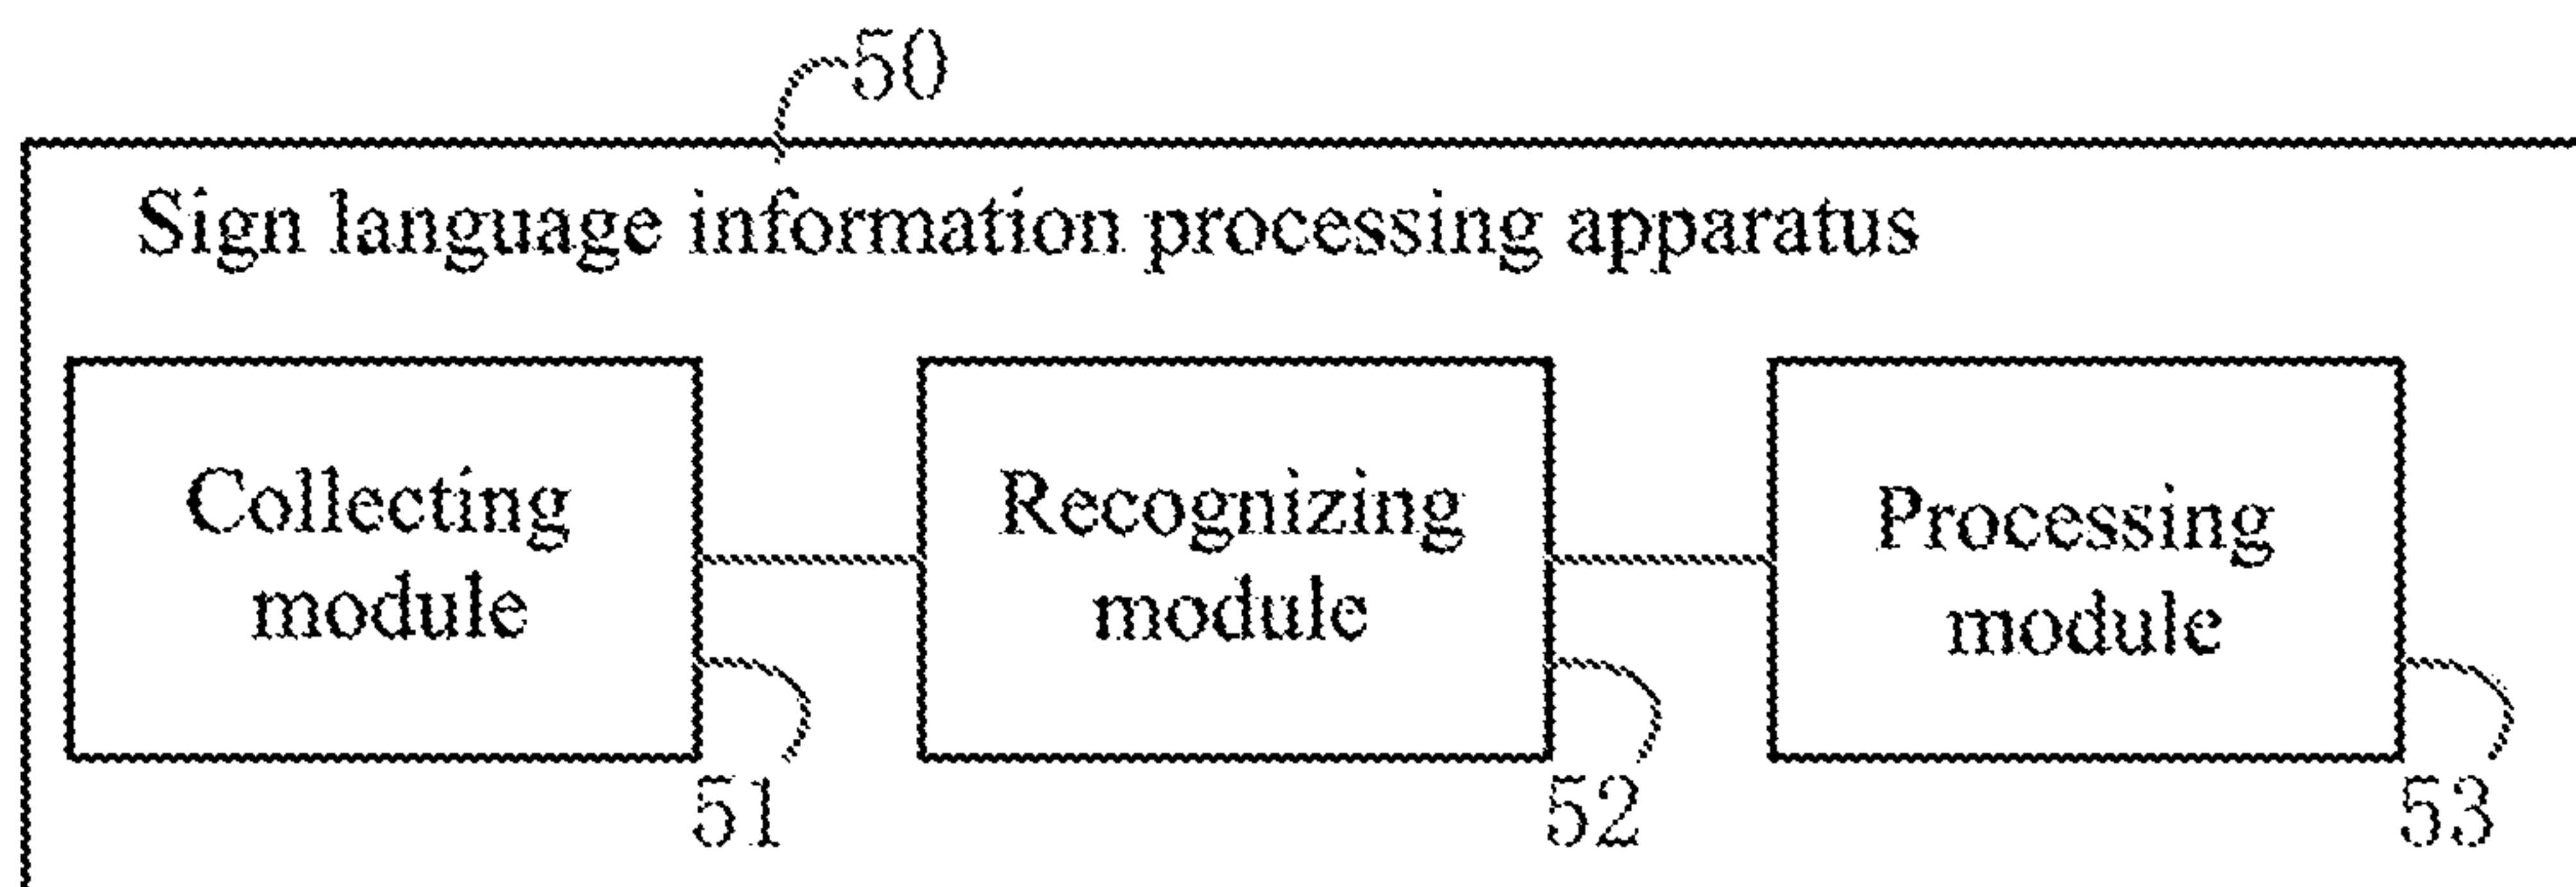 50
Sign language information processing apparatus
Collecting
module
Recognizing
module
Processing
module
51
52
53